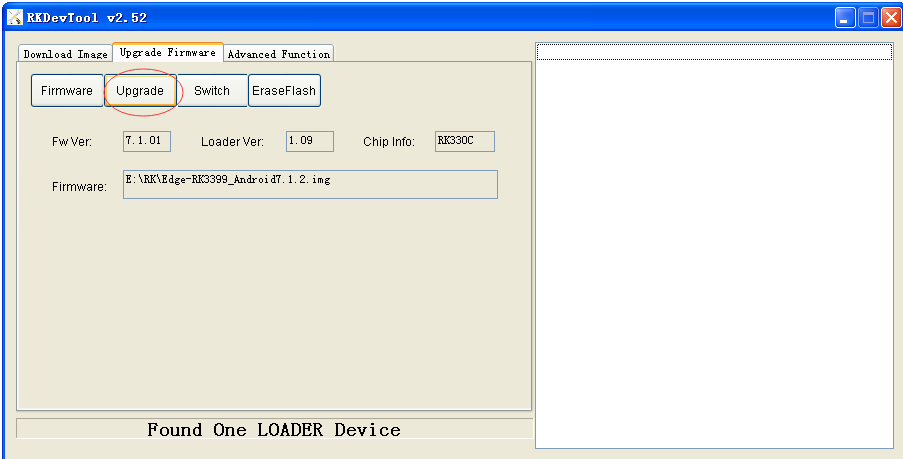 RKDevTool v2.52
Download Image Upgrade Firmware Advanced Function
Firmware Upgrade Switch EraseFlash
Fw Ver: 7.1.01 Loader Ver: 1.09 Chip Info: RK330C
Firmware: E:\RK\Edge-RK3399_Android7.1.2.img
Found One LOADER Device